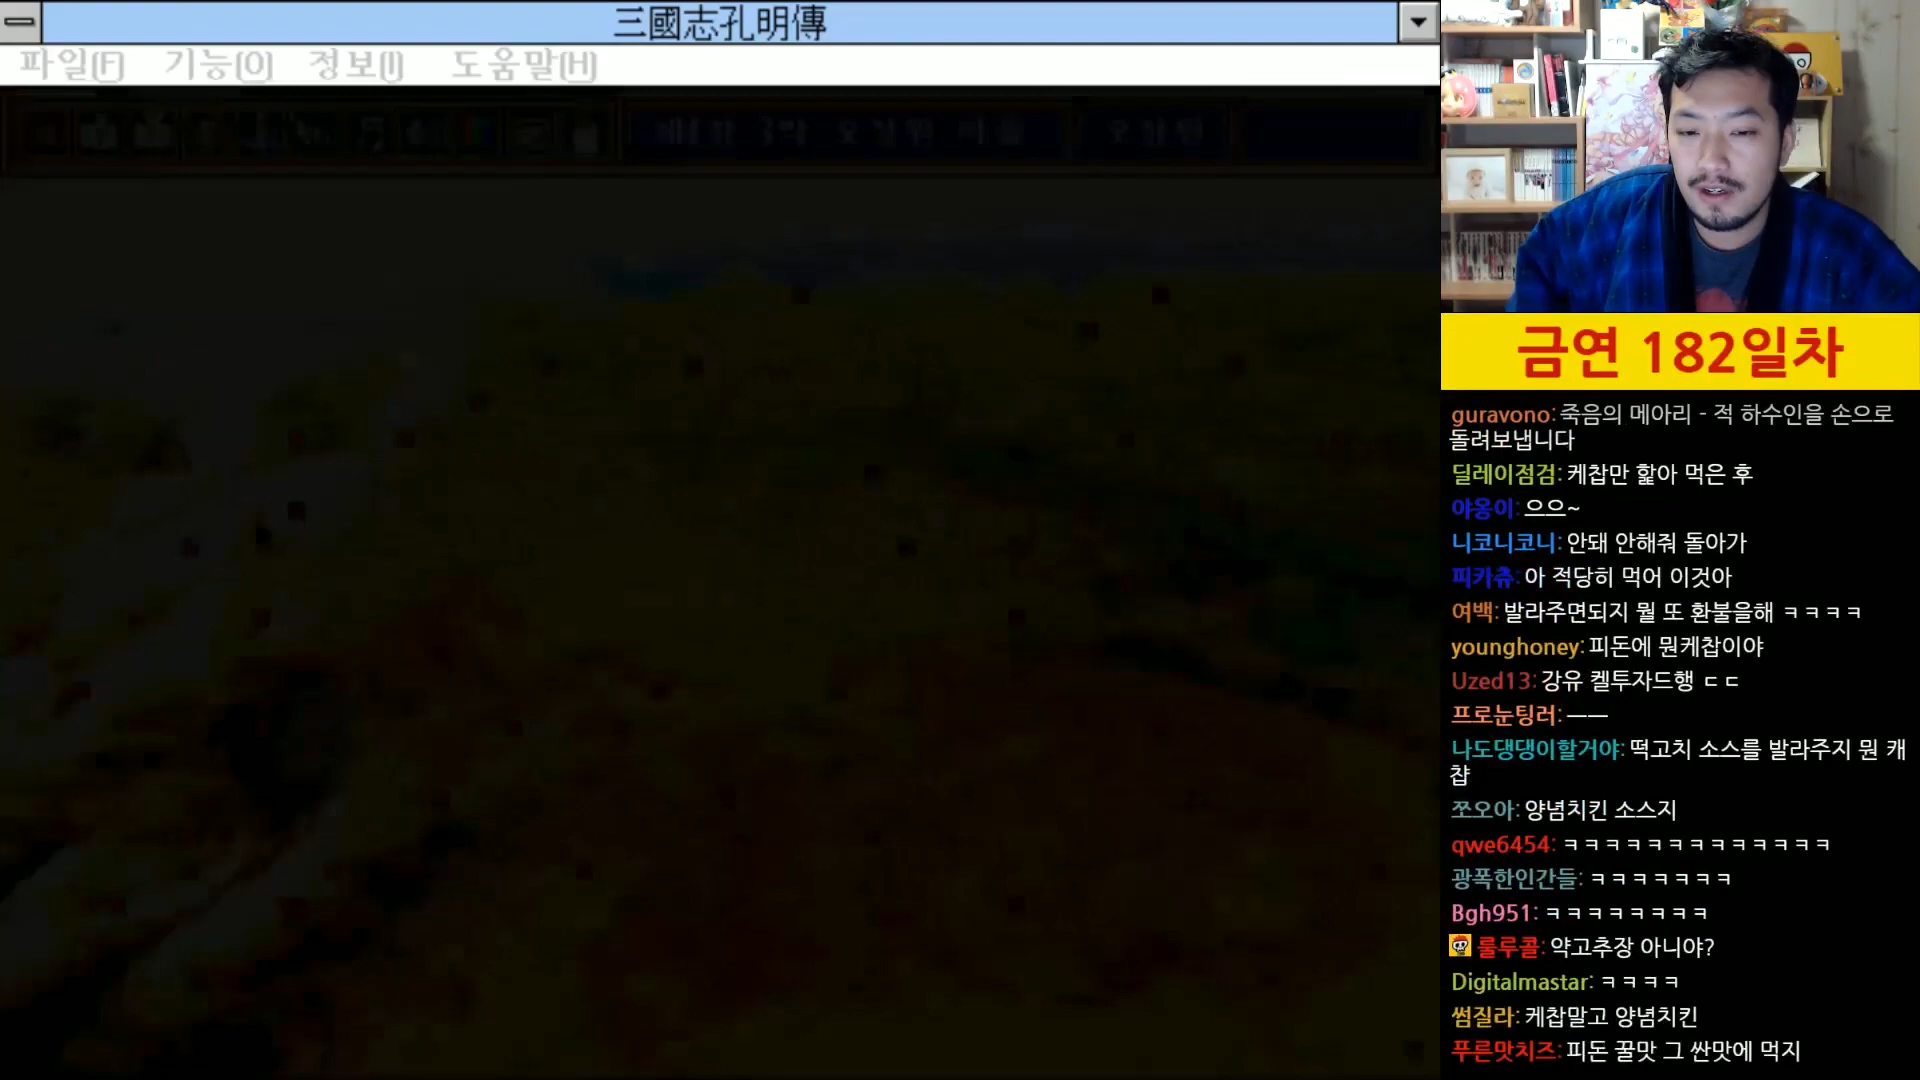 三國志孔明傳
파일(F) 기능(O) 정보(I) 도움말(H)
금연 182일차
guravono: 죽음의 메아리 - 적 하수인을 손으로
돌려보냅니다
딜레이점검: 케찹만 핥아 먹은 후
야옹이: 으으~
니코니코니: 안돼 안해줘 돌아가
피카츄: 아 적당히 먹어 이것아
여백: 발라주면되지 뭘 또 환불을해 ㅋㅋㅋㅋ
younghoney: 피돈에 뭔케찹이야
Uzed13: 강유 켈투자드행 ㄷㄷ
프로눈팅러: ㅡㅡ
나도댕댕이할거야: 떡고치 소스를 발라주지 뭔 캐
챱
쪼오아: 양념치킨 소스지
qwe6454: ㅋㅋㅋㅋㅋㅋㅋㅋㅋㅋㅋㅋㅋ
광폭한인간들: ㅋㅋㅋㅋㅋㅋㅋ
Bgh951: ㅋㅋㅋㅋㅋㅋㅋㅋ
룰루콜: 약고추장 아니야?
Digitalmastar: ㅋㅋㅋㅋ
썸질라: 케찹말고 양념치킨
푸른맛치즈: 피돈 꿀맛 그 싼맛에 먹지